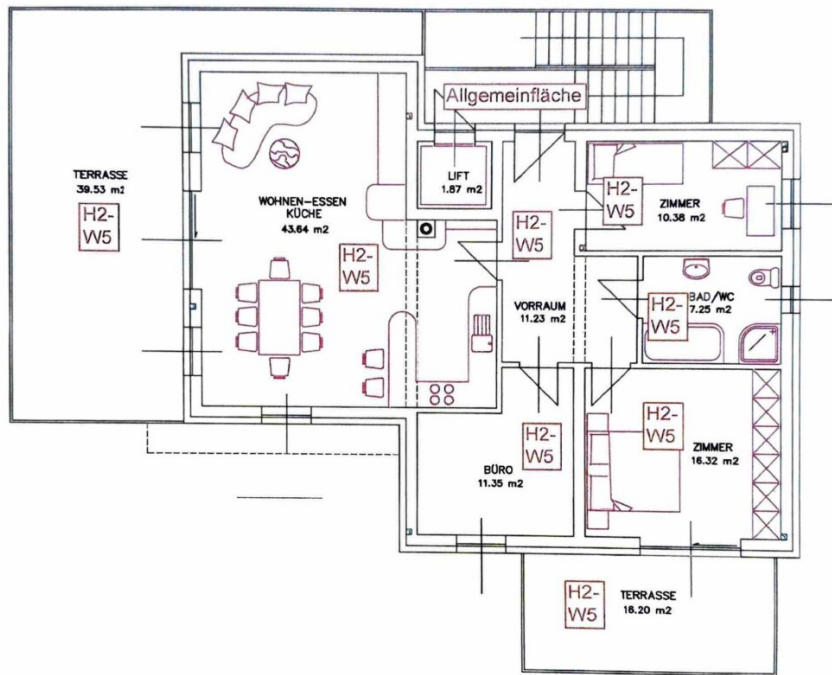 Allgemeinfläche
TERRASSE
39.53 m2
H2-
W5
WOHNEN-ESSEN
KÜCHE
43.64 m2
H2-
W5
LIFT
1.87 m2
H2-
W5
VORRAUM
11.23 m2
H2-
W5
ZIMMER
10.38 m2
H2-
W5
BAD/WC
7.25 m2
BÜRO
11.35 m2
H2-
W5
H2-
W5
ZIMMER
16.32 m2
H2-
W5
TERRASSE
16.20 m2